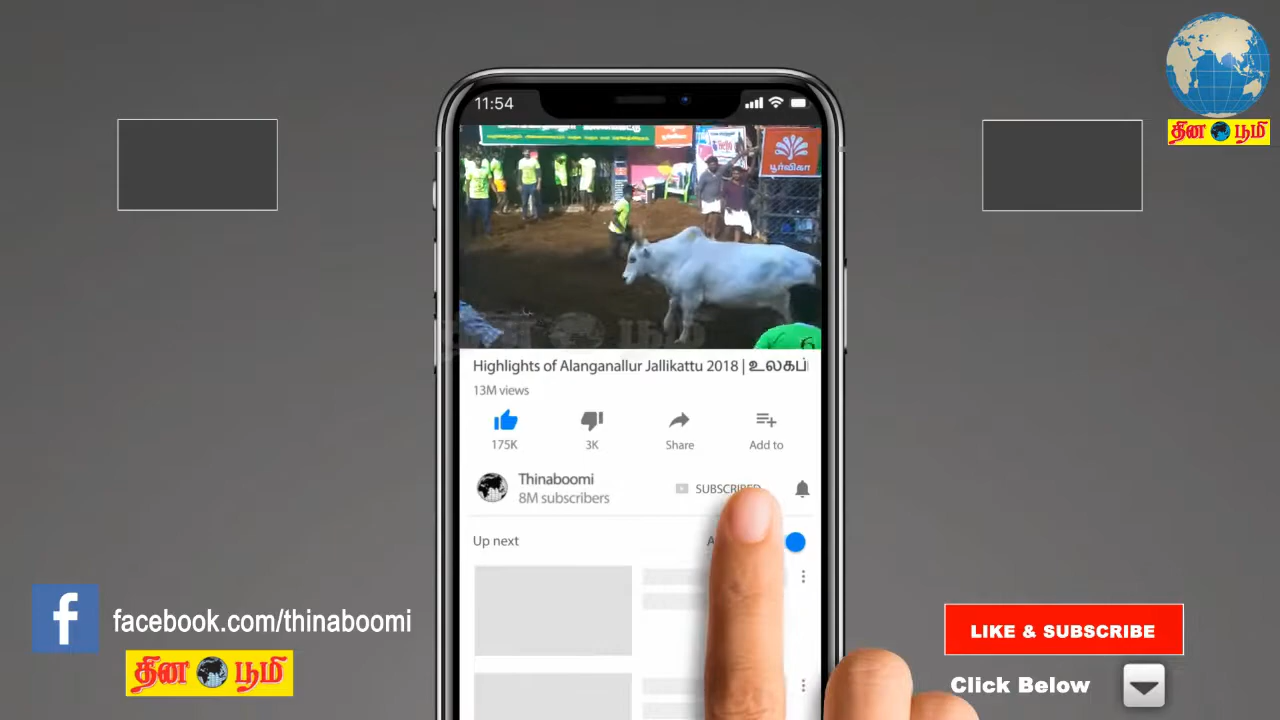 தின பூமி
11:54
பூர்விகா
Highlights of Alanganallur Jallikattu 2018 | உலகப்
13M views
175K
3K
Share
Add to
Thinaboomi
8M subscribers
SUBSCRIBED
Up next
facebook.com/thinaboomi
தின பூமி
LIKE & SUBSCRIBE
Click Below